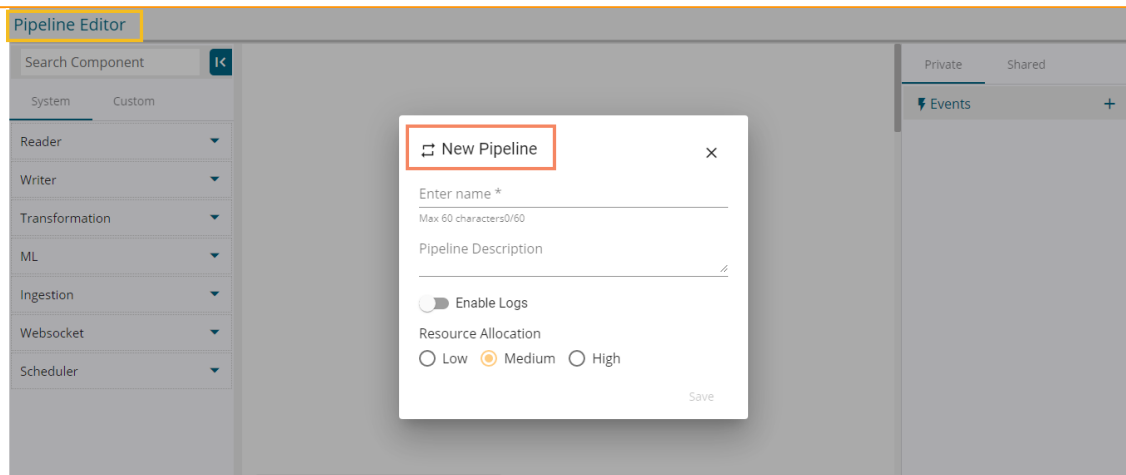 Pipeline Editor
Search Component
System Custom
Reader
Writer
Transformation
ML
Ingestion
Websocket
Scheduler
New Pipeline
Enter name *
Max 60 characters0/60
Pipeline Description
Enable Logs
Resource Allocation
Low Medium High
Save
Private Shared
Events